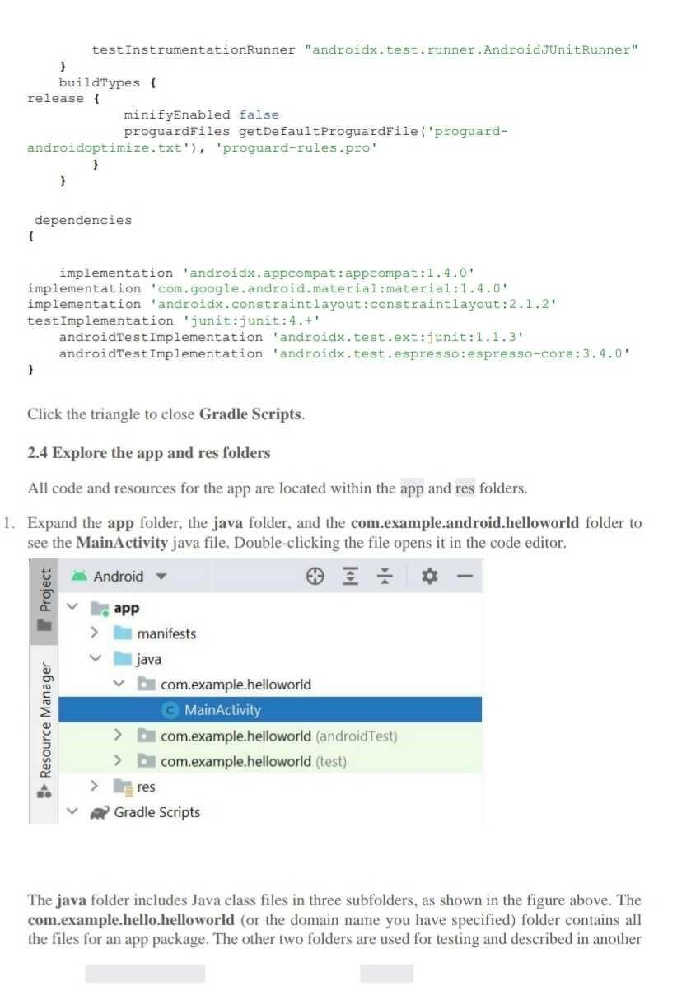 testInstrumentationRunner "androidx.test.runner.AndroidJUnitRunner"
}
buildTypes {
release {
minifyEnabled false
proguardFiles getDefaultProguardFile('proguard-
androidoptimize.txt'), 'proguard-rules.pro'
}
}
dependencies
{
implementation 'androidx.appcompat:appcompat:1.4.0'
implementation 'com.google.android.material:material:1.4.0'
implementation 'androidx.constraintlayout:constraintlayout:2.1.2'
testImplementation 'junit:junit:4.+'
androidTestImplementation 'androidx.test.ext:junit:1.1.3'
androidTestImplementation 'androidx.test.espresso:espresso-core:3.4.0'
}
Click the triangle to close Gradle Scripts.
2.4 Explore the app and res folders
All code and resources for the app are located within the app and res folders.
1. Expand the app folder, the java folder, and the com.example.android.helloworld folder to
see the MainActivity java file. Double-clicking the file opens it in the code editor.
Project
Resource Manager
Android
app
manifests
java
com.example.helloworld
C MainActivity
com.example.helloworld (androidTest)
com.example.helloworld (test)
res
Gradle Scripts
The java folder includes Java class files in three subfolders, as shown in the figure above. The
com.example.hello.helloworld (or the domain name you have specified) folder contains all
the files for an app package. The other two folders are used for testing and described in another